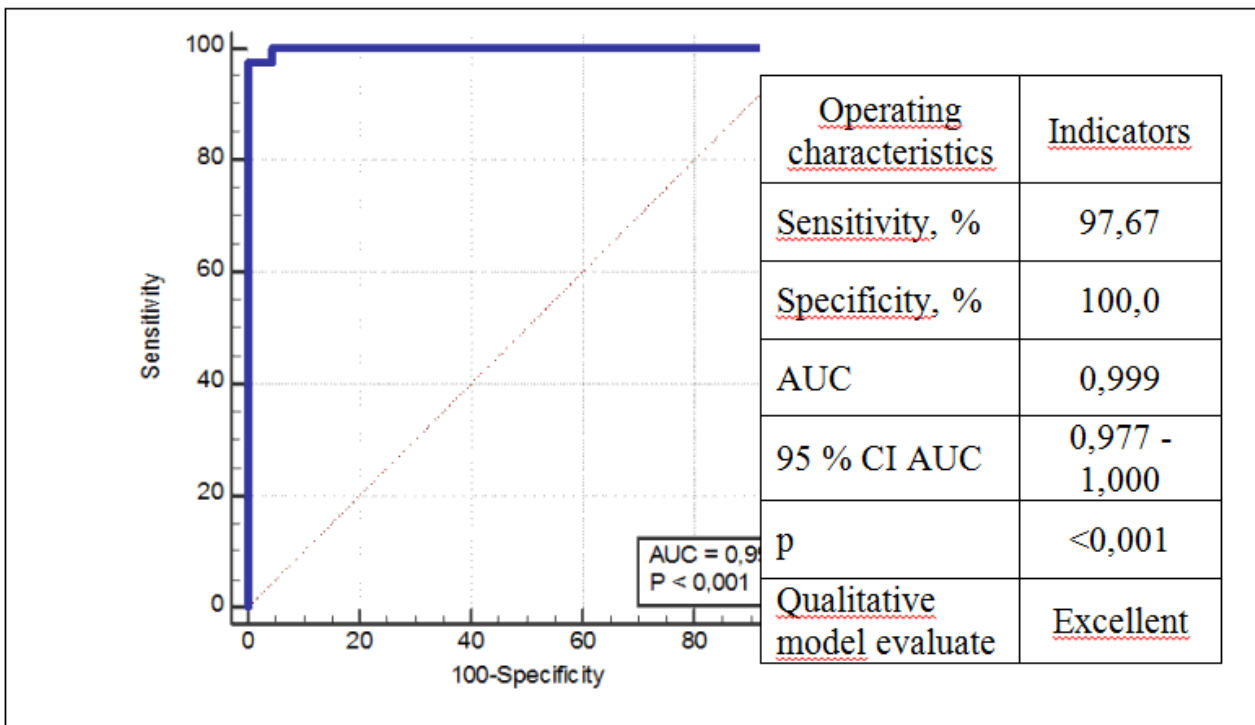 100
80
60
40
20
0
Sensitivity
0 20 40 60 80
100-Specificity
AUC = 0,9
P < 0,001
Operating
characteristics
Indicators
Sensitivity, %
97,67
Specificity, %
100,0
AUC
0,999
95 % CI AUC
0,977 -
1,000
p
<0,001
Qualitative
model evaluate
Excellent